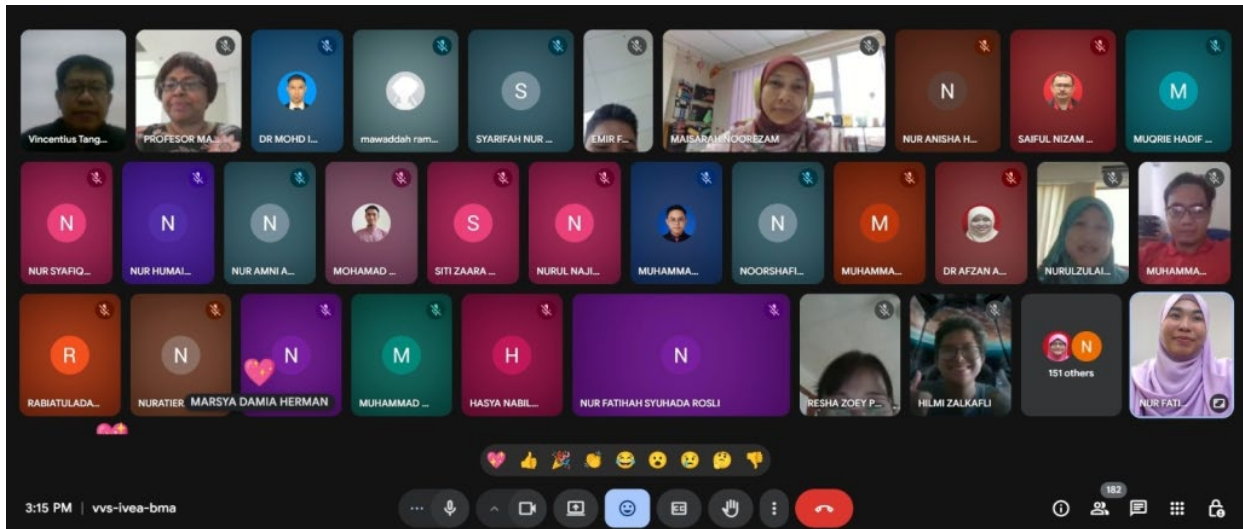 Vincentius Tang...
PROFESOR MA...
DR MOHD I...
mawaddah ram...
S
SYARIFAH NUR ...
EMIR F...
MAISARAH NOOREZAM
N
NUR ANISHA H...
SAIFUL NIZAM ...
M
MUQRIE HADIF ...
N
NUR SYAFIQ...
N
NUR HUMAI...
N
NUR AMNI A...
MOHAMAD ...
S
SITI ZAARA ...
N
NURUL NAJI...
MUHAMMA...
N
NOORSHAFI...
M
MUHAMMA...
DR AFZAN A...
NURULZULAI...
MUHAMMA...
R
RABIATULADA...
N
NURATIER
N
MARSYA DAMIA HERMAN
M
MUHAMMAD ...
H
HASYA NABIL...
N
NUR FATIHAH SYUHADA ROSLI
RESHA ZOEY P...
HILMI ZALKAFLI
N
151 others
NUR FATI...
3:15 PM | vvs-ivea-bma
CC
182